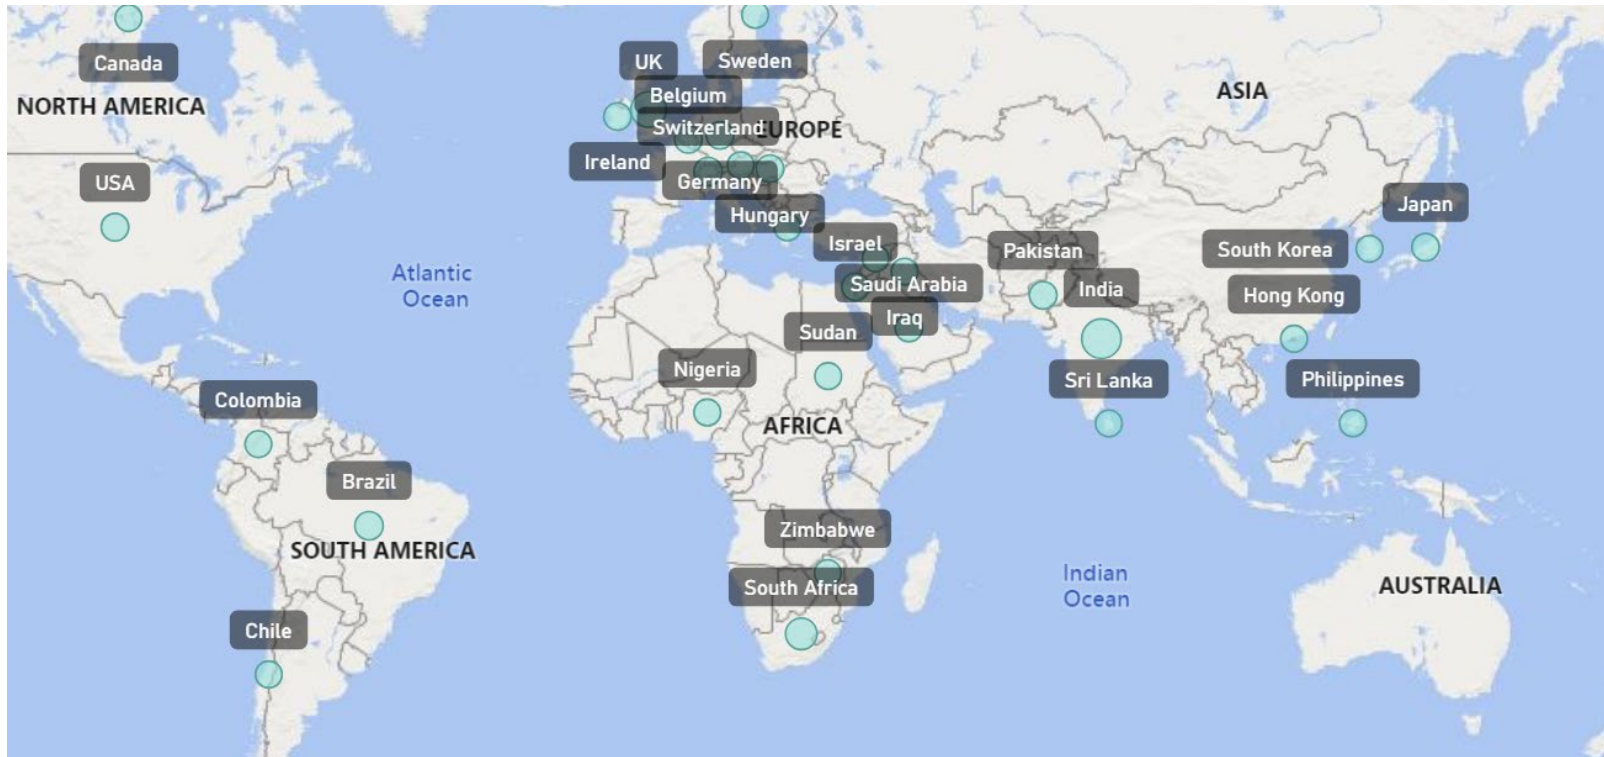 Canada
UK
Sweden
NORTH AMERICA
Belgium
ASIA
Switzerland
EUROPE
Ireland
USA
Germany
Hungary
Japan
Israel
Pakistan
South Korea
Atlantic
Ocean
Saudi Arabia
India
Hong Kong
Iraq
Sudan
Nigeria
Sri Lanka
Philippines
Colombia
AFRICA
Brazil
Zimbabwe
SOUTH AMERICA
South Africa
Indian
Ocean
AUSTRALIA
Chile